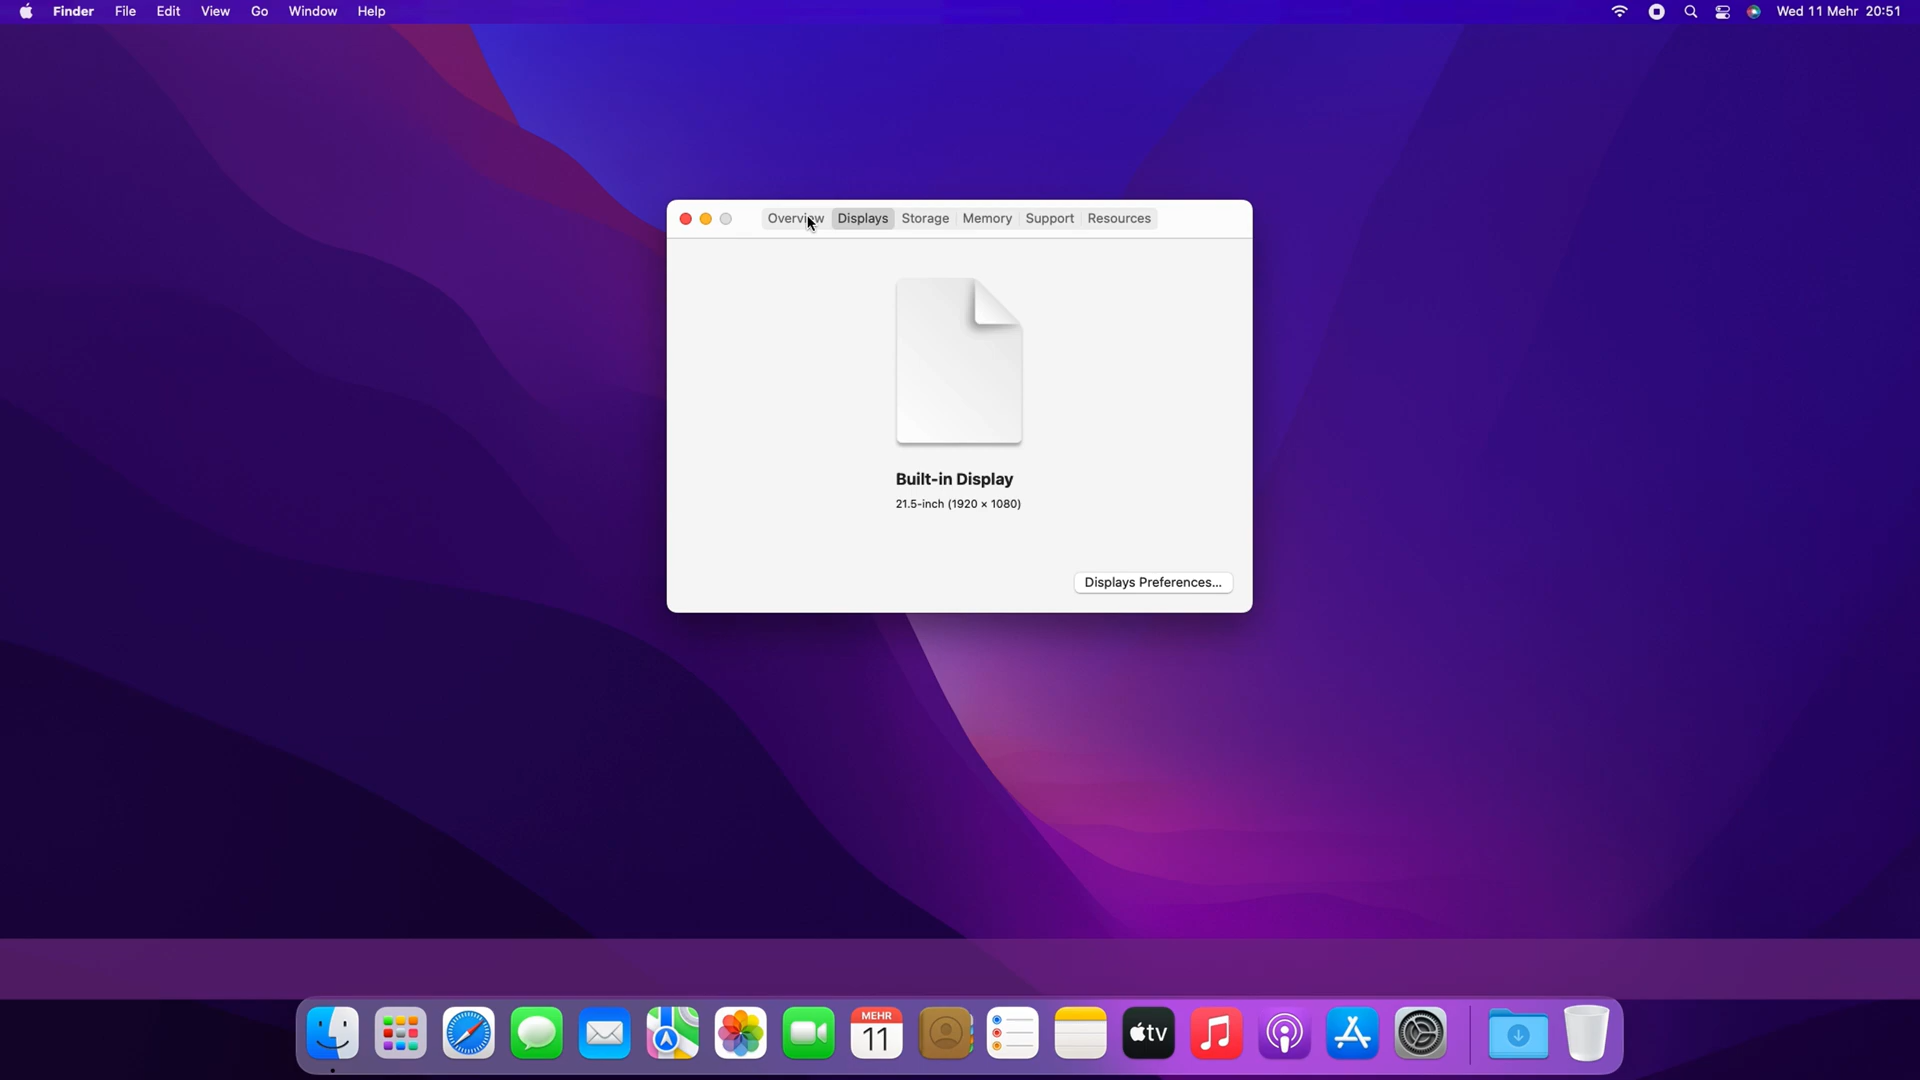 Finder File Edit View Go Window Help Wed 11 Mehr 20:51
Overview Displays Storage Memory Support Resources
Built-in Display
21.5-inch (1920 × 1080)
Displays Preferences...
MEHR
11
tv